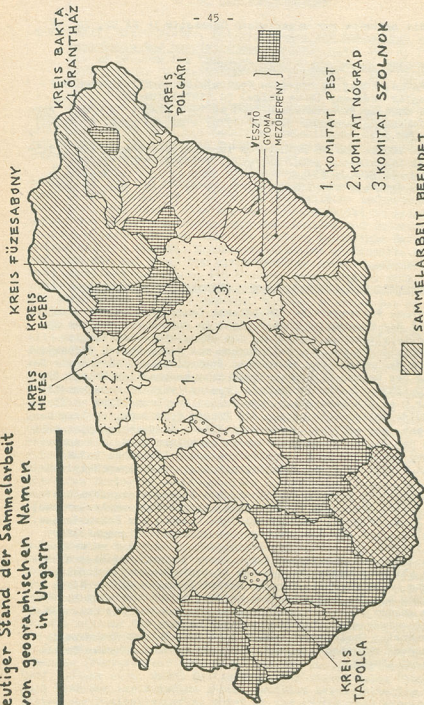 - 45 -
eutiger Stand der Sammelarbeit
von geographischen Namen
in Ungarn
KREIS HEVES
KREIS EGER
KREIS FÜZESABONY
KREIS BAKTA
LÓRÁNTHÁZ
KREIS POLGÁRI
VÉSZTŐ
GYOMA
MEZŐBERÉNY
KREIS TAPOLCA
1.
2.
3.
1. KOMITAT PEST
2. KOMITAT NÓGRÁD
3. KOMITAT SZOLNOK
SAMMELARBEIT BEENDET